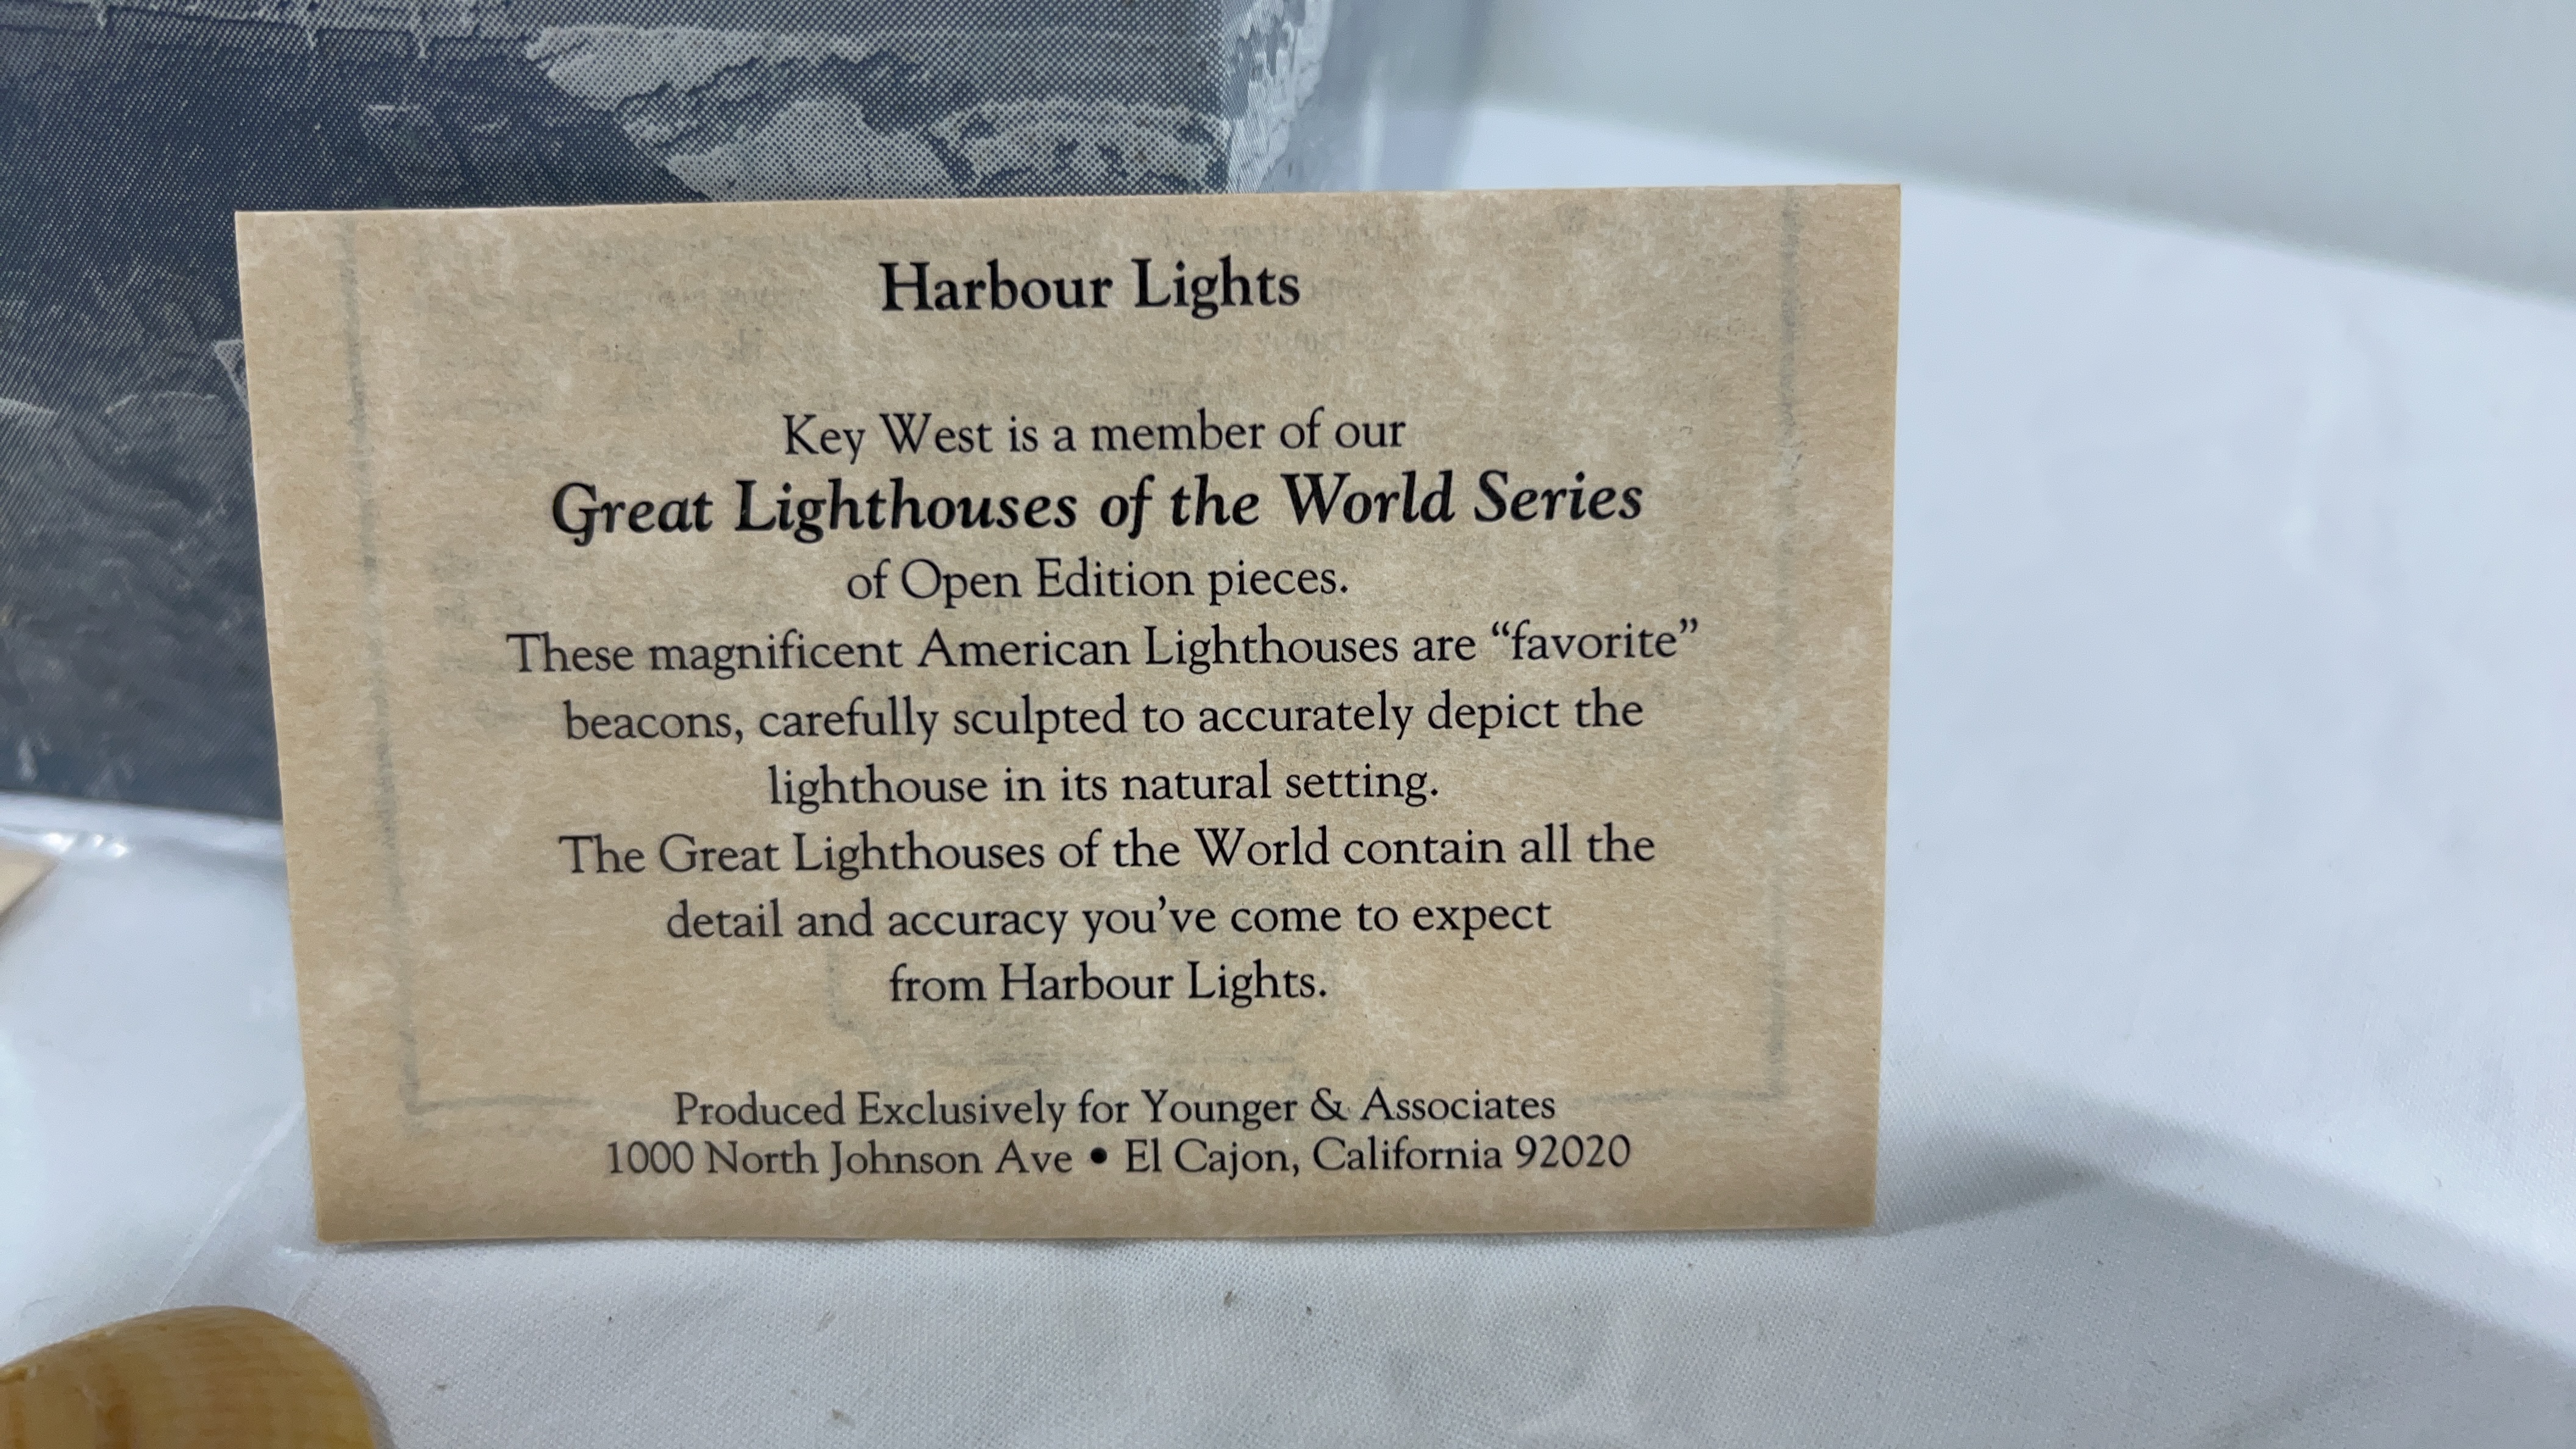 Harbour Lights
Key West is a member of our
Great Lighthouses of the World Series
of Open Edition pieces.
These magnificent American Lighthouses are “favorite”
beacons, carefully sculpted to accurately depict the
lighthouse in its natural setting.
The Great Lighthouses of the World contain all the
detail and accuracy you’ve come to expect
from Harbour Lights.
Produced Exclusively for Younger & Associates
1000 North Johnson Ave • El Cajon, California 92020